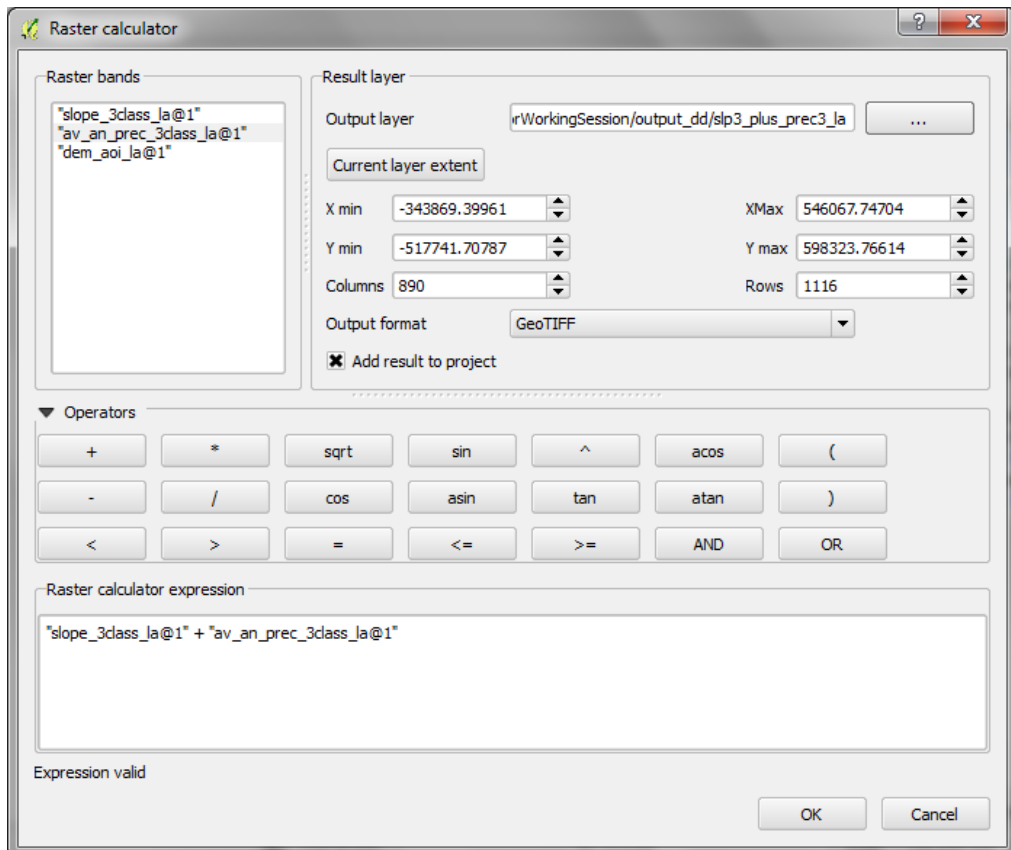 Raster calculator
?
X
Raster bands
"slope_3class_la@1"
"av_an_prec_3class_la@1"
"dem_aoi_la@1"
Result layer
Output layer
rWorkingSession/output_dd/slp3_plus_prec3_la
...
Current layer extent
X min
-343869.39961
XMax
546067.74704
Y min
-517741.70787
Y max
598323.76614
Columns
890
Rows
1116
Output format
GeoTIFF
Add result to project
Operators
+ * sqrt sin ^ acos (
- / cos asin tan atan )
< > = <= >= AND OR
Raster calculator expression
"slope_3class_la@1" + "av_an_prec_3class_la@1"
Expression valid
OK
Cancel